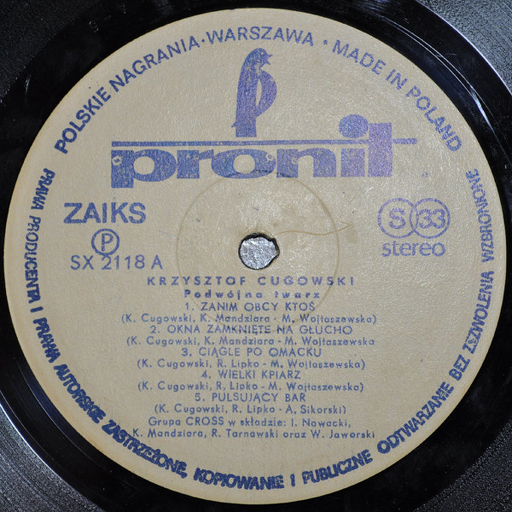 POLSKIE NAGRANIA · WARSZAWA · MADE IN POLAND
pronit
ZAIKS
P
SX 2118 A
S 33
stereo
KRZYSZTOF CUGOWSKI
Podwójna twarz
1. ZANIM OBCY KTOŚ
(K. Cugowski, K. Mandziara - M. Wojtaszewska)
2. OKNA ZAMKNIĘTE NA GŁUCHO
(K. Cugowski, K. Mandziara - M. Wojtaszewska)
3. CIĄGLE PO OMACKU
(K. Cugowski, R. Lipko - M. Wojtaszewska)
4. WIELKI KPIARZ
(K. Cugowski, R. Lipko - M. Wojtaszewska)
5. PULSUJĄCY BAR
(K. Cugowski, R. Lipko - A. Sikorski)
Grupa CROSS w składzie: I. Nowacki,
K. Mandziara, R. Tarnawski oraz W. Jaworski
PRAWA PRODUCENTA I PRAWA AUTORSKIE ZASTRZEŻONE, KOPIOWANIE I PUBLICZNE ODTWARZANIE BEZ ZEZWOLENIA WZBRONIONE